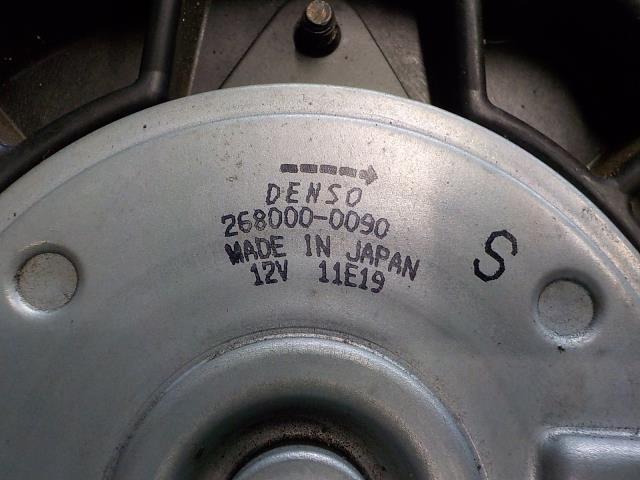 DENSO
268000-0090
MADE IN JAPAN
12V 11E19
S